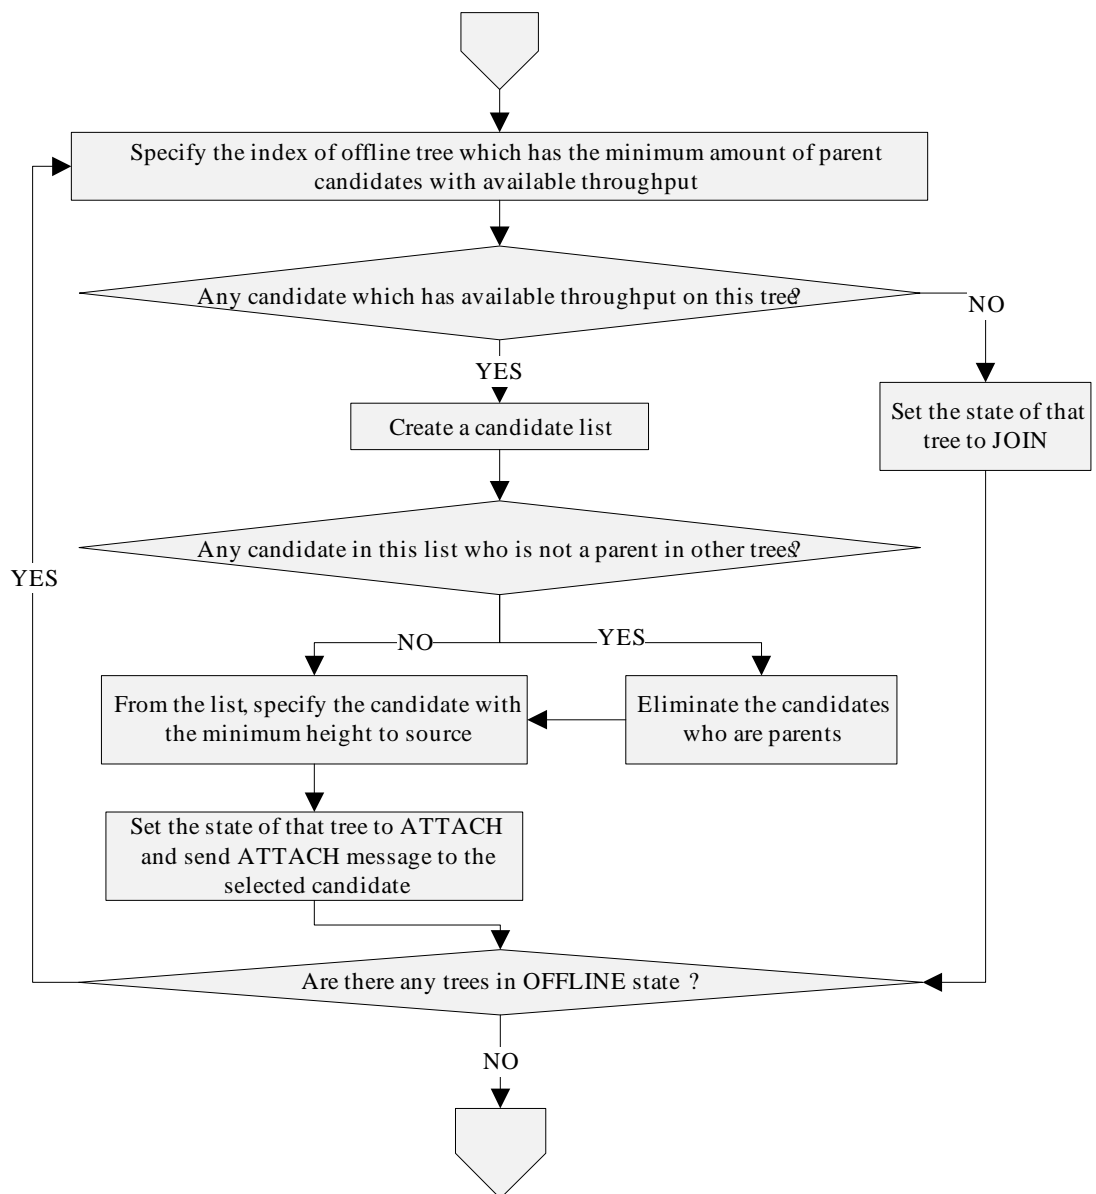 Specify the index of offline tree which has the minimum amount of parent
candidates with available throughput
Any candidate which has available throughput on this tree?
NO
YES
Set the state of that
tree to JOIN
Create a candidate list
Any candidate in this list who is not a parent in other trees?
YES
NO
YES
From the list, specify the candidate with
the minimum height to source
Eliminate the candidates
who are parents
Set the state of that tree to ATTACH
and send ATTACH message to the
selected candidate
Are there any trees in OFFLINE state ?
NO